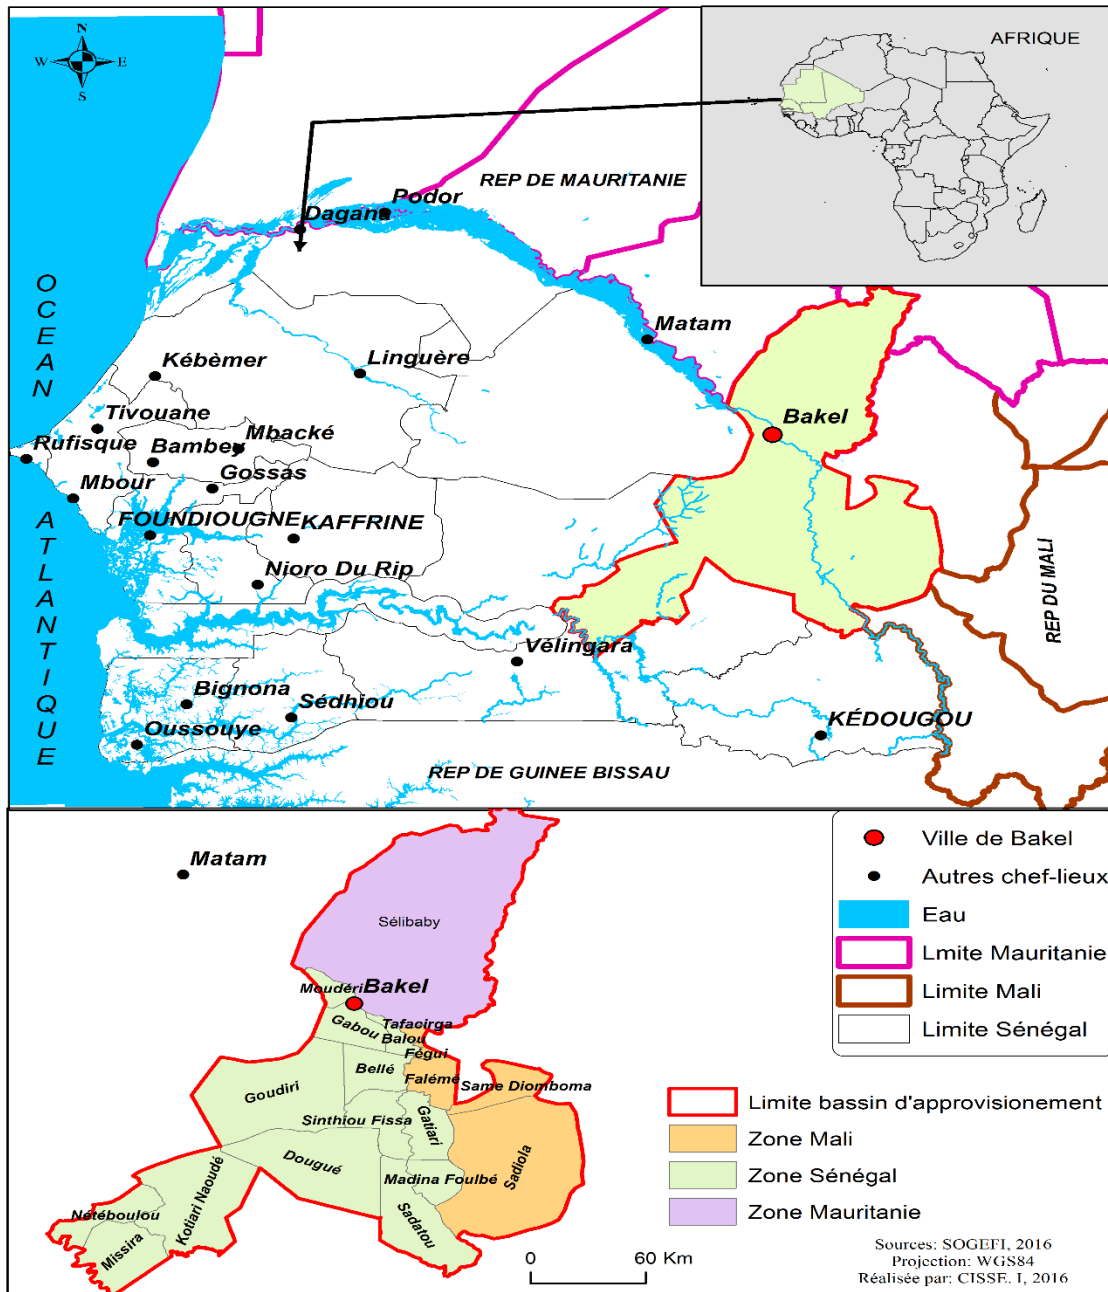 N
W E
S
AFRIQUE
REP DE MAURITANIE
Podor
Dagana
OCEAN
Matam
Linguère
Kébèmer
Bakel
Tivouane
Mbacké
Rufisque
Bambey
Gossas
Mbour
ATLANTIQUE
FOUNDIOUGNE
KAFFRINE
Nioro Du Rip
REP DU MALI
Vélingara
Bignona
Sédhiou
KÉDOUGOU
Oussouye
REP DE GUINEE BISSAU
Matam
Sélibaby
Moudéri
Bakel
Gabou
Tafacirga
Balou
Fégui
Bellé
Falémé
Same Diomboma
Goudiri
Sinthiou Fissa
Gatiari
Dougué
Madina Foulbé
Sadiola
Kotiari Naoudé
Nétéboulou
Missira
Sadatou
0 60 Km
Ville de Bakel
Autres chef-lieux
Eau
Lmite Mauritanie
Limite Mali
Limite Sénégal
Limite bassin d'approvisionement
Zone Mali
Zone Sénégal
Zone Mauritanie
Sources: SOGEFI, 2016
Projection: WGS84
Réalisée par: CISSE. I, 2016